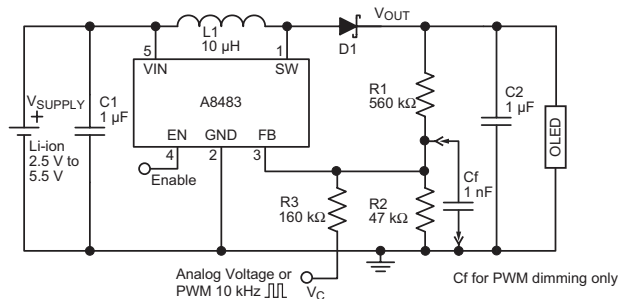 L1
10 µH
VOUT
D1
5
1
VIN
SW
A8483
EN
GND
FB
4
2
3
Enable
VSUPPLY
+
Li-ion
2.5 V to
5.5 V
C1
1 µF
R1
560 kΩ
C2
1 µF
OLED
Cf
1 nF
R3
160 kΩ
R2
47 kΩ
Analog Voltage or
PWM 10 kHz
VC
Cf for PWM dimming only